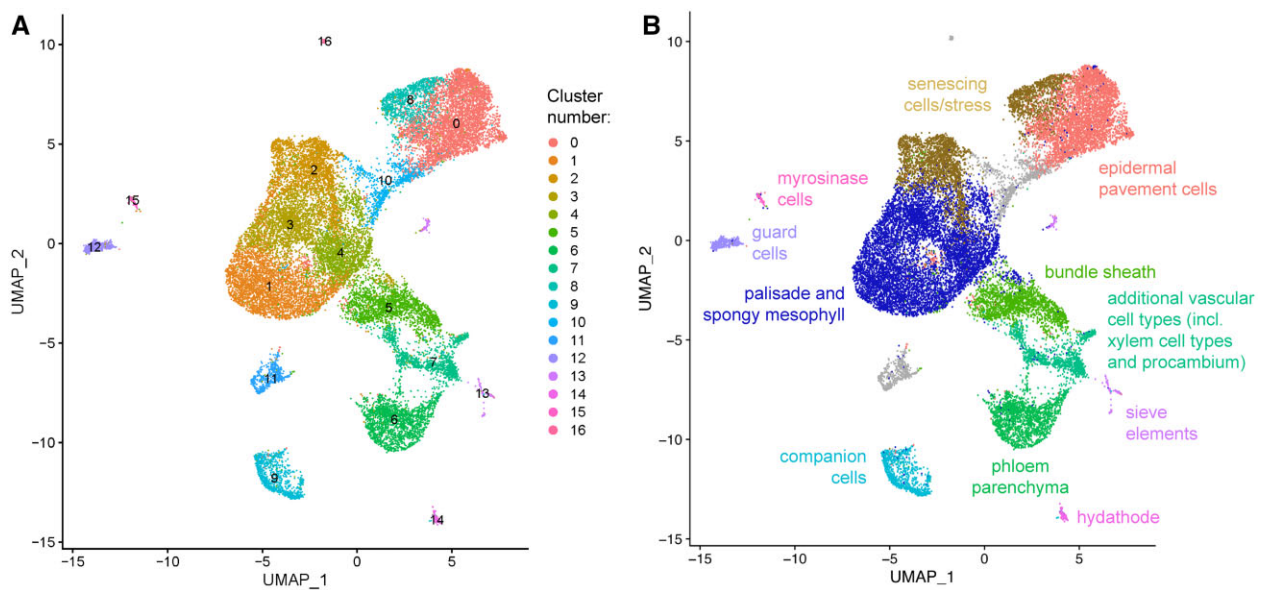 A
UMAP_2
10
5
0
−5
−10
−15
16
8
0
2
10
3
15
12
4
1
5
7
11
13
6
9
14
−15
−10
−5
0
5
UMAP_1
Cluster
number:
0
1
2
3
4
5
6
7
8
9
10
11
12
13
14
15
16
B
UMAP_2
10
5
0
−5
−10
−15
senescing
cells/stress
epidermal
pavement cells
myrosinase
cells
guard
cells
palisade and
spongy mesophyll
bundle sheath
additional vascular
cell types (incl.
xylem cell types
and procambium)
sieve
elements
companion
cells
phloem
parenchyma
hydathode
−15
−10
−5
0
5
UMAP_1